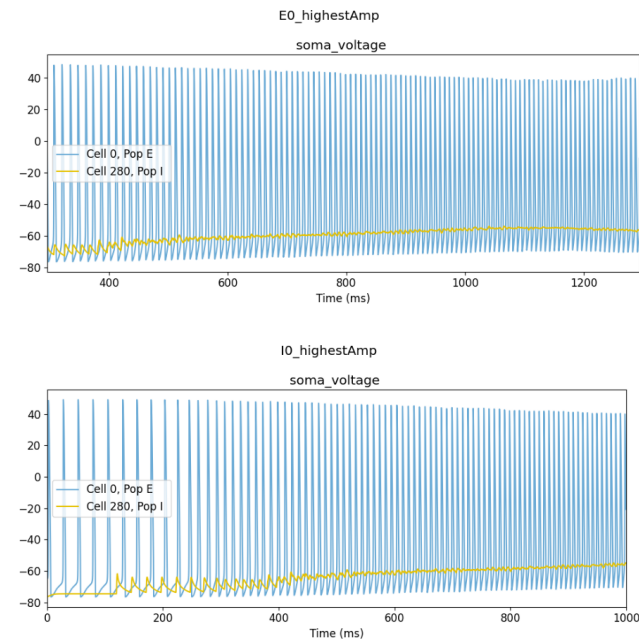 E0_highestAmp
soma_voltage
40
20
0
−20
−40
−60
−80
Cell 0, Pop E
Cell 280, Pop I
400 600 800 1000 1200
Time (ms)
I0_highestAmp
soma_voltage
40
20
0
−20
−40
−60
−80
Cell 0, Pop E
Cell 280, Pop I
0 200 400 600 800 1000
Time (ms)